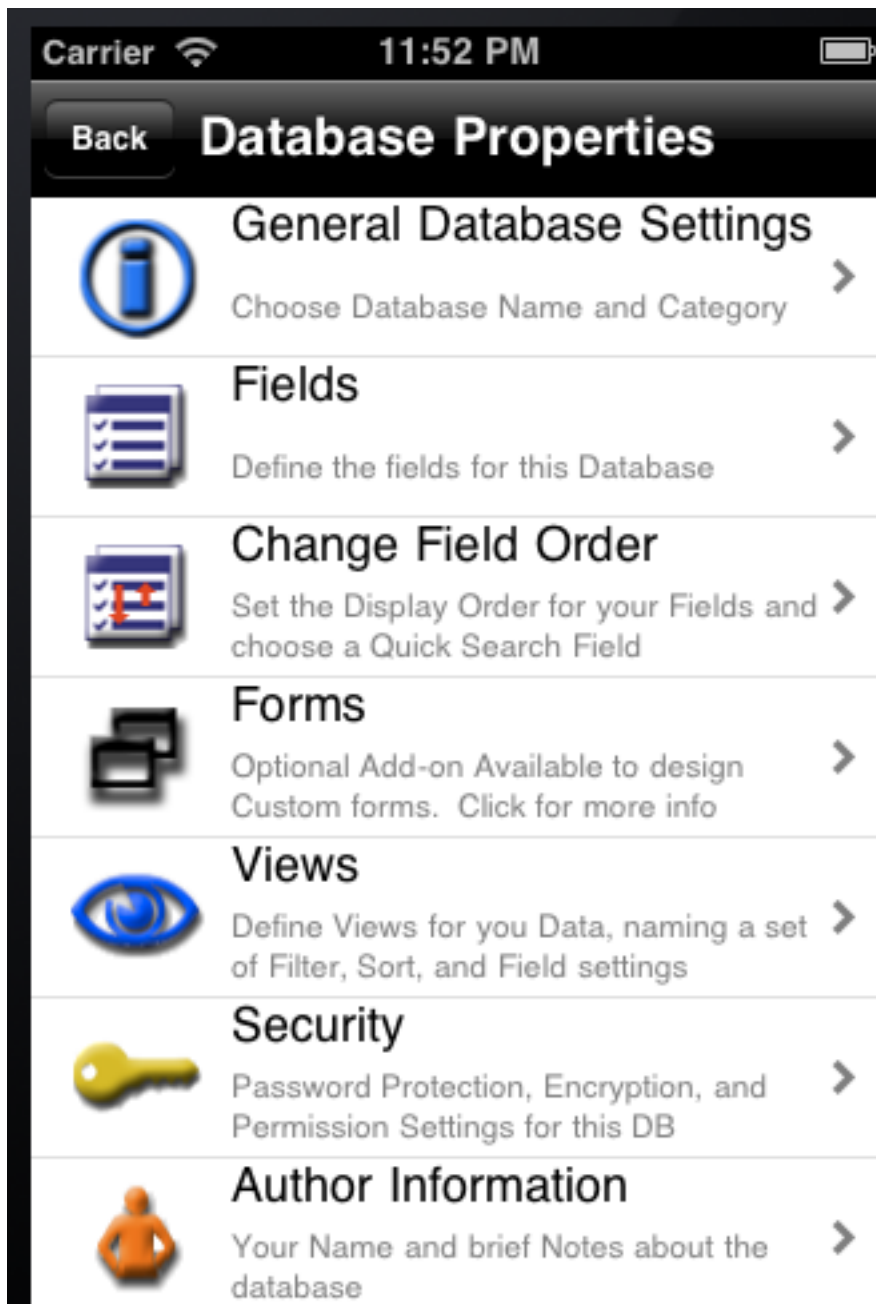 Carrier 11:52 PM
Back Database Properties
General Database Settings
Choose Database Name and Category
Fields
Define the fields for this Database
Change Field Order
Set the Display Order for your Fields and
choose a Quick Search Field
Forms
Optional Add-on Available to design
Custom forms.  Click for more info
Views
Define Views for you Data, naming a set
of Filter, Sort, and Field settings
Security
Password Protection, Encryption, and
Permission Settings for this DB
Author Information
Your Name and brief Notes about the
database